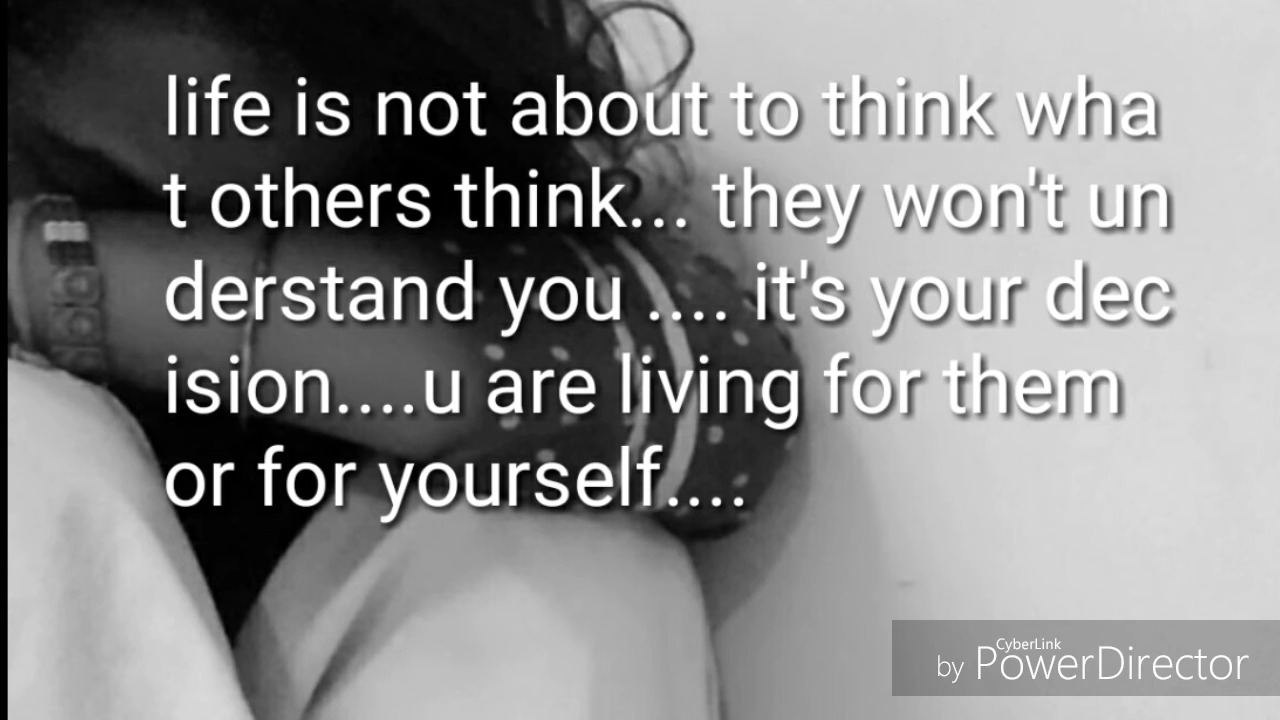 life is not about to think wha
t others think... they won't un
derstand you .... it's your dec
ision....u are living for them
or for yourself....
CyberLink
by PowerDirector